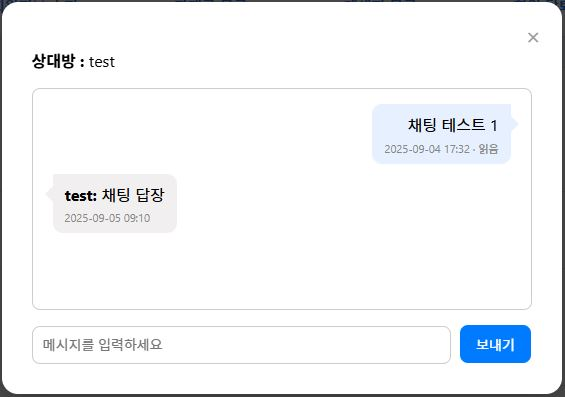 상대방 : test
채팅 테스트 1
2025-09-04 17:32 · 읽음
test: 채팅 답장
2025-09-05 09:10
메시지를 입력하세요
보내기